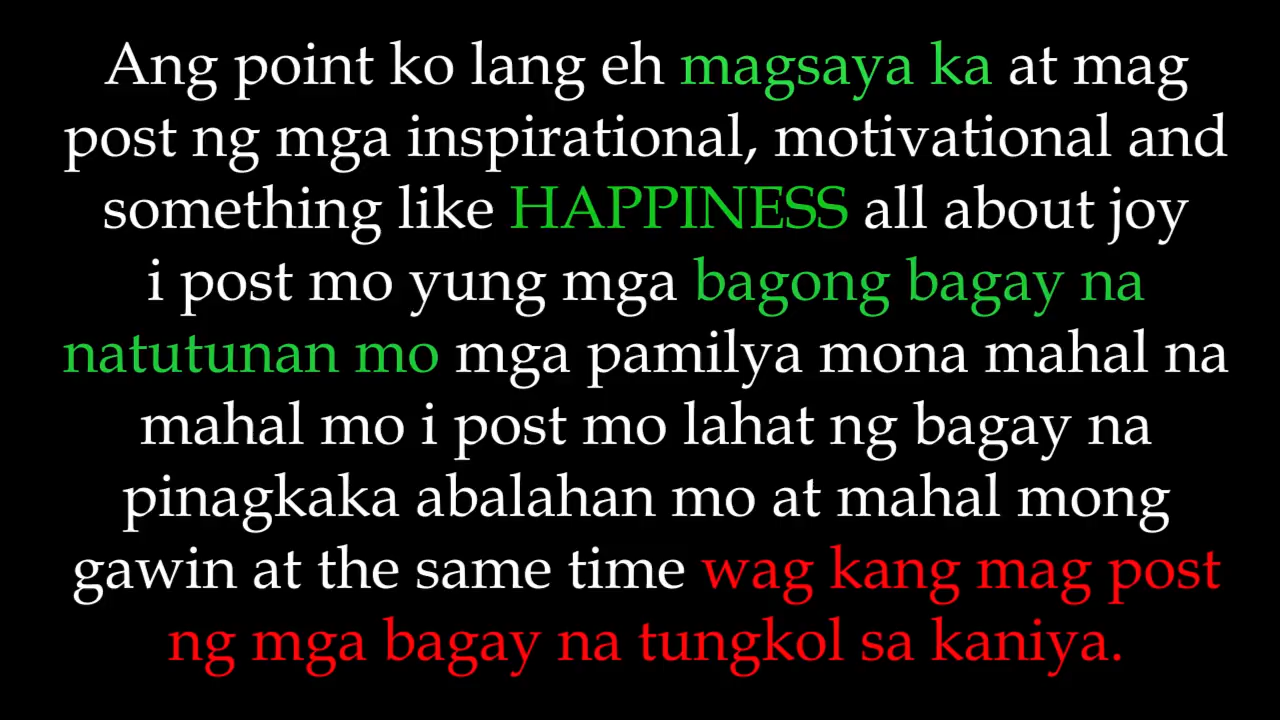 Ang point ko lang eh magsaya ka at mag
post ng mga inspirational, motivational and
something like HAPPINESS all about joy
i post mo yung mga bagong bagay na
natutunan mo mga pamilya mona mahal na
mahal mo i post mo lahat ng bagay na
pinagkaka abalahan mo at mahal mong
gawin at the same time wag kang mag post
ng mga bagay na tungkol sa kaniya.